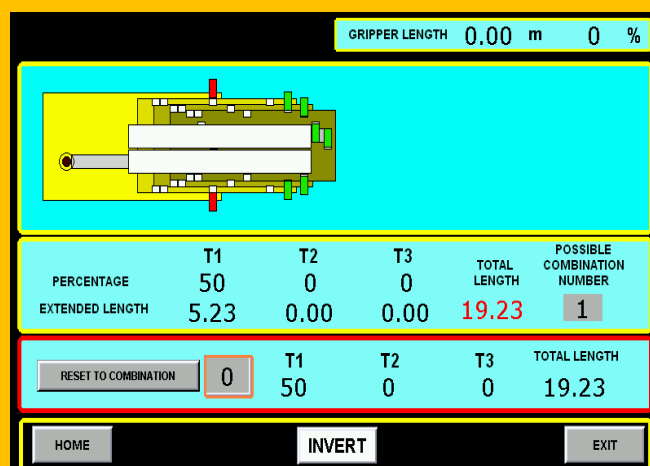 GRIPPER LENGTH 0.00 m 0 %
T1 T2 T3 TOTAL LENGTH POSSIBLE COMBINATION NUMBER
PERCENTAGE 50 0 0
EXTENDED LENGTH 5.23 0.00 0.00 19.23 1
T1 T2 T3 TOTAL LENGTH
RESET TO COMBINATION 0 50 0 0 19.23
HOME INVERT EXIT